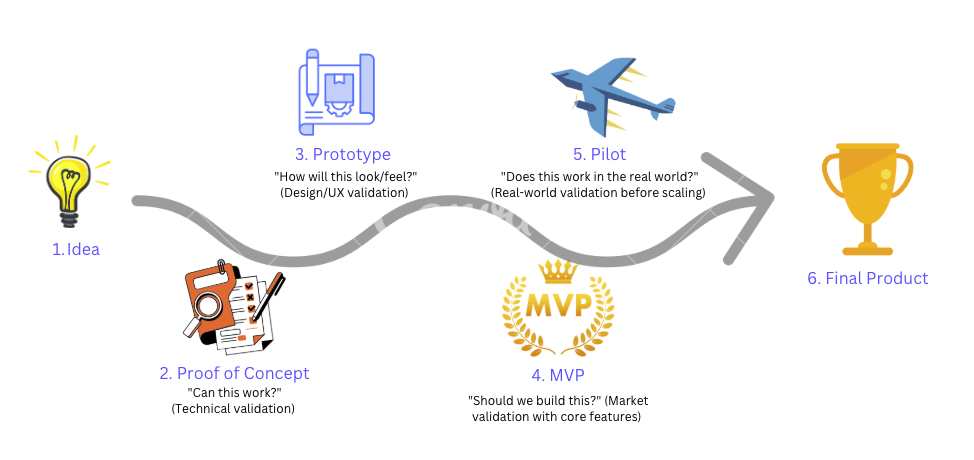 3. Prototype
"How will this look/feel?"
(Design/UX validation)
5. Pilot
"Does this work in the real world?"
(Real-world validation before scaling)
1. Idea
6. Final Product
2. Proof of Concept
"Can this work?"
(Technical validation)
MVP
4. MVP
"Should we build this?" (Market
validation with core features)